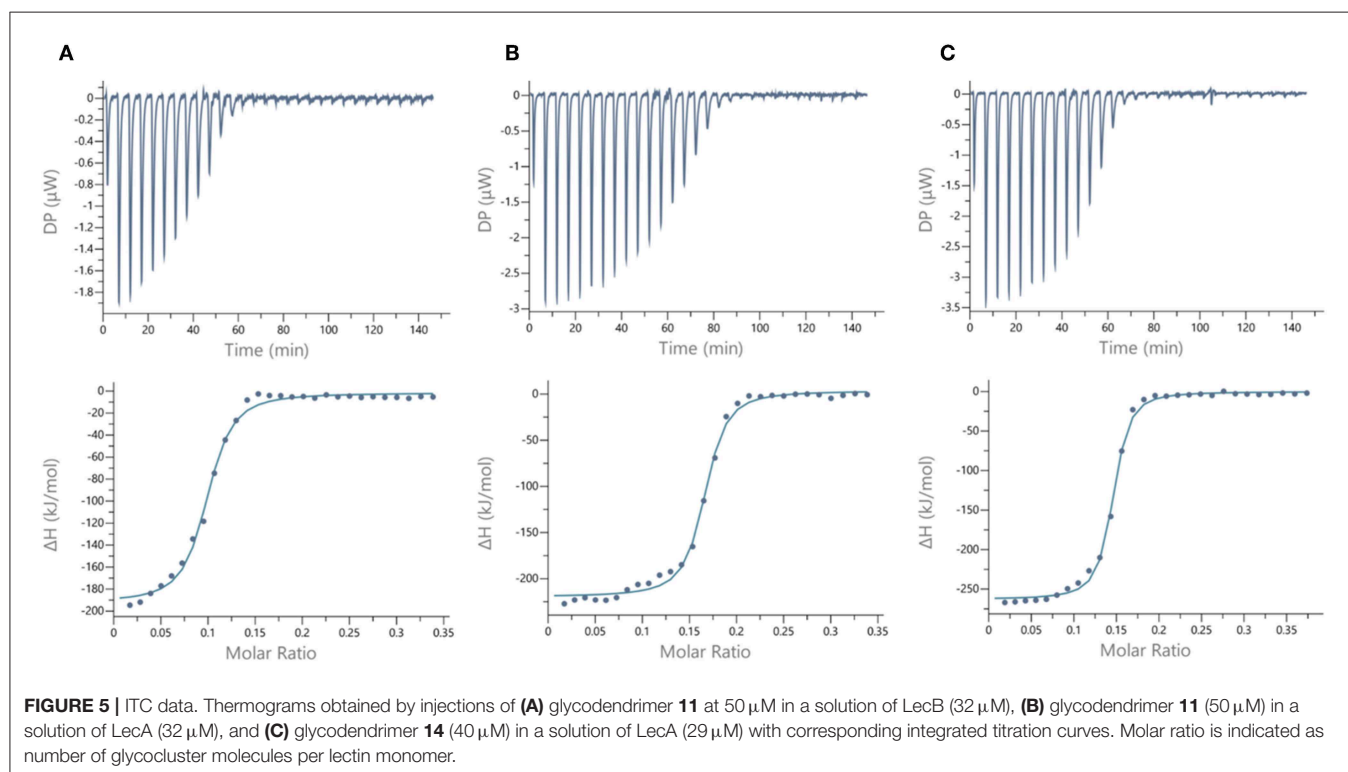 A
B
C
0
-0.2
-0.4
-0.6
-0.8
-1
-1.2
-1.4
-1.6
-1.8
DP (µW)
0 20 40 60 80 100 120 140
Time (min)
0
-0.5
-1
-1.5
-2
-2.5
-3
DP (µW)
0 20 40 60 80 100 120 140
Time (min)
0
-0.5
-1
-1.5
-2
-2.5
-3
-3.5
DP (µW)
0 20 40 60 80 100 120 140
Time (min)
0
-20
-40
-60
-80
-100
-120
-140
-160
-180
-200
ΔH (kJ/mol)
0 0.05 0.1 0.15 0.2 0.25 0.3 0.35
Molar Ratio
0
-50
-100
-150
-200
ΔH (kJ/mol)
0 0.05 0.1 0.15 0.2 0.25 0.3 0.35
Molar Ratio
0
-50
-100
-150
-200
-250
ΔH (kJ/mol)
0 0.05 0.1 0.15 0.2 0.25 0.3 0.35
Molar Ratio
FIGURE 5 | ITC data. Thermograms obtained by injections of (A) glycodendrimer 11 at 50 µM in a solution of LecB (32 µM), (B) glycodendrimer 11 (50 µM) in a
solution of LecA (32 µM), and (C) glycodendrimer 14 (40 µM) in a solution of LecA (29 µM) with corresponding integrated titration curves. Molar ratio is indicated as
number of glycocluster molecules per lectin monomer.